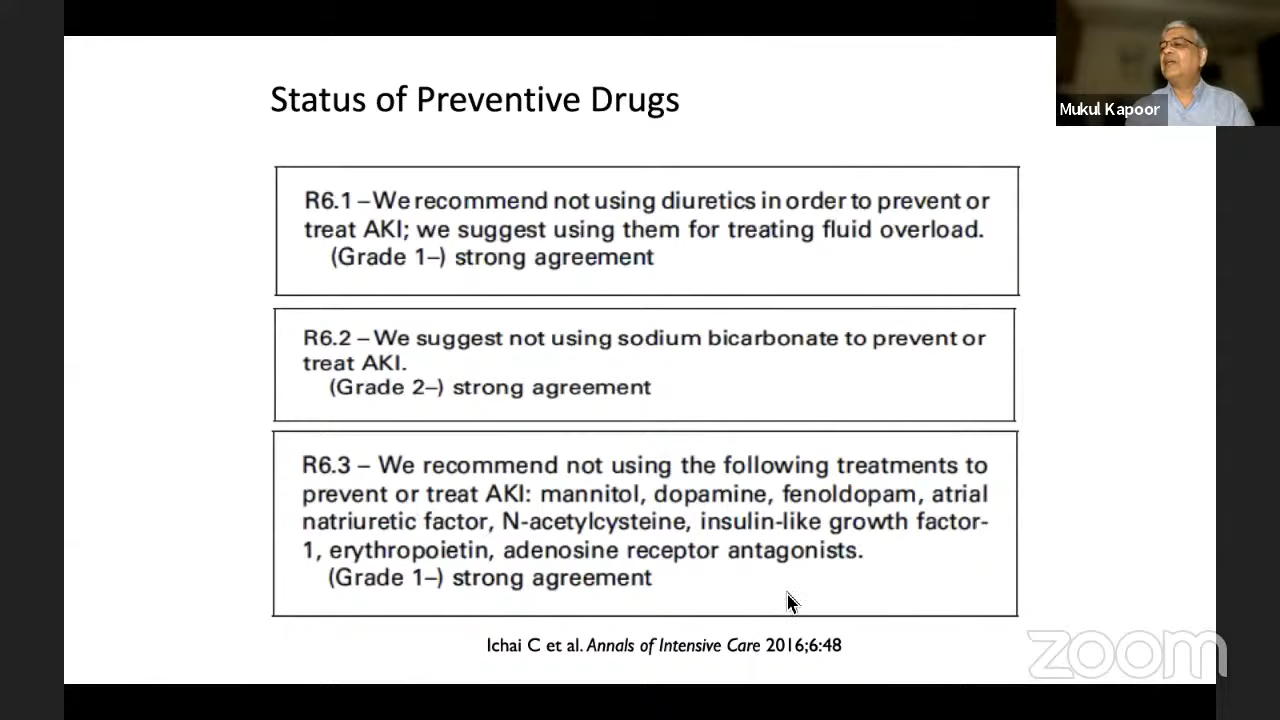 Status of Preventive Drugs
Mukul Kapoor
R6.1 – We recommend not using diuretics in order to prevent or
treat AKI; we suggest using them for treating fluid overload.
(Grade 1–) strong agreement
R6.2 – We suggest not using sodium bicarbonate to prevent or
treat AKI.
(Grade 2–) strong agreement
R6.3 – We recommend not using the following treatments to
prevent or treat AKI: mannitol, dopamine, fenoldopam, atrial
natriuretic factor, N-acetylcysteine, insulin-like growth factor-
1, erythropoietin, adenosine receptor antagonists.
(Grade 1–) strong agreement
Ichai C et al. Annals of Intensive Care 2016;6:48
zoom